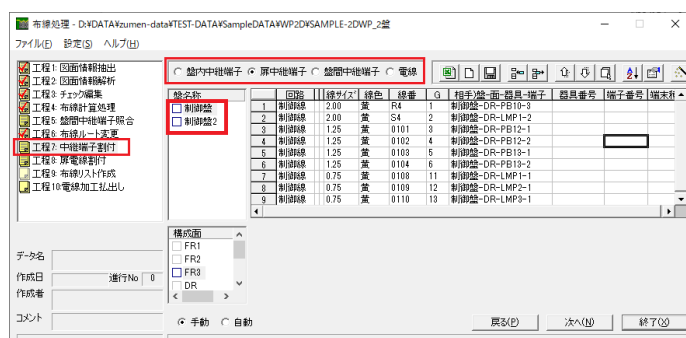 布線処理 - D:¥DATA¥zumen-data¥TEST-DATA¥SampleDATA¥WP2D¥SAMPLE-2DWP_2盤
ファイル(F) 設定(S) ヘルプ(H)
工程1:図面情報抽出
工程2:図面情報解析
工程3:チェック編集
工程4:布線計算処理
工程5:盤間中継端子照合
工程6:布線ルート変更
工程7:中継端子割付
工程8:扉電線割付
工程9:布線リスト作成
工程10:電線加工払出し
盤内中継端子 扉中継端子 盤間中継端子 電線
盤名称
制御盤
制御盤2
回路 線サイズ 線色 線番 G 相手)盤-面-器具-端子 器具番号 端子番号
1 制御線 2.00 黄 R4 1 制御盤-DR-PB10-3
2 制御線 2.00 黄 S4 2 制御盤-DR-LMP1-2
3 制御線 1.25 黄 0101 3 制御盤-DR-PB12-1
4 制御線 1.25 黄 0102 4 制御盤-DR-PB12-2
5 制御線 1.25 黄 0103 5 制御盤-DR-PB13-1
6 制御線 1.25 黄 0104 6 制御盤-DR-PB13-2
7 制御線 0.75 黄 0108 11 制御盤-DR-LMP1-1
8 制御線 0.75 黄 0109 12 制御盤-DR-LMP2-1
9 制御線 0.75 黄 0110 13 制御盤-DR-LMP3-1
構成面
FR1
FR2
FR3
DR
データ名
作成日 進行No 0
作成者
コメント
手動 自動
戻る(P) 次へ(N) 終了(X)